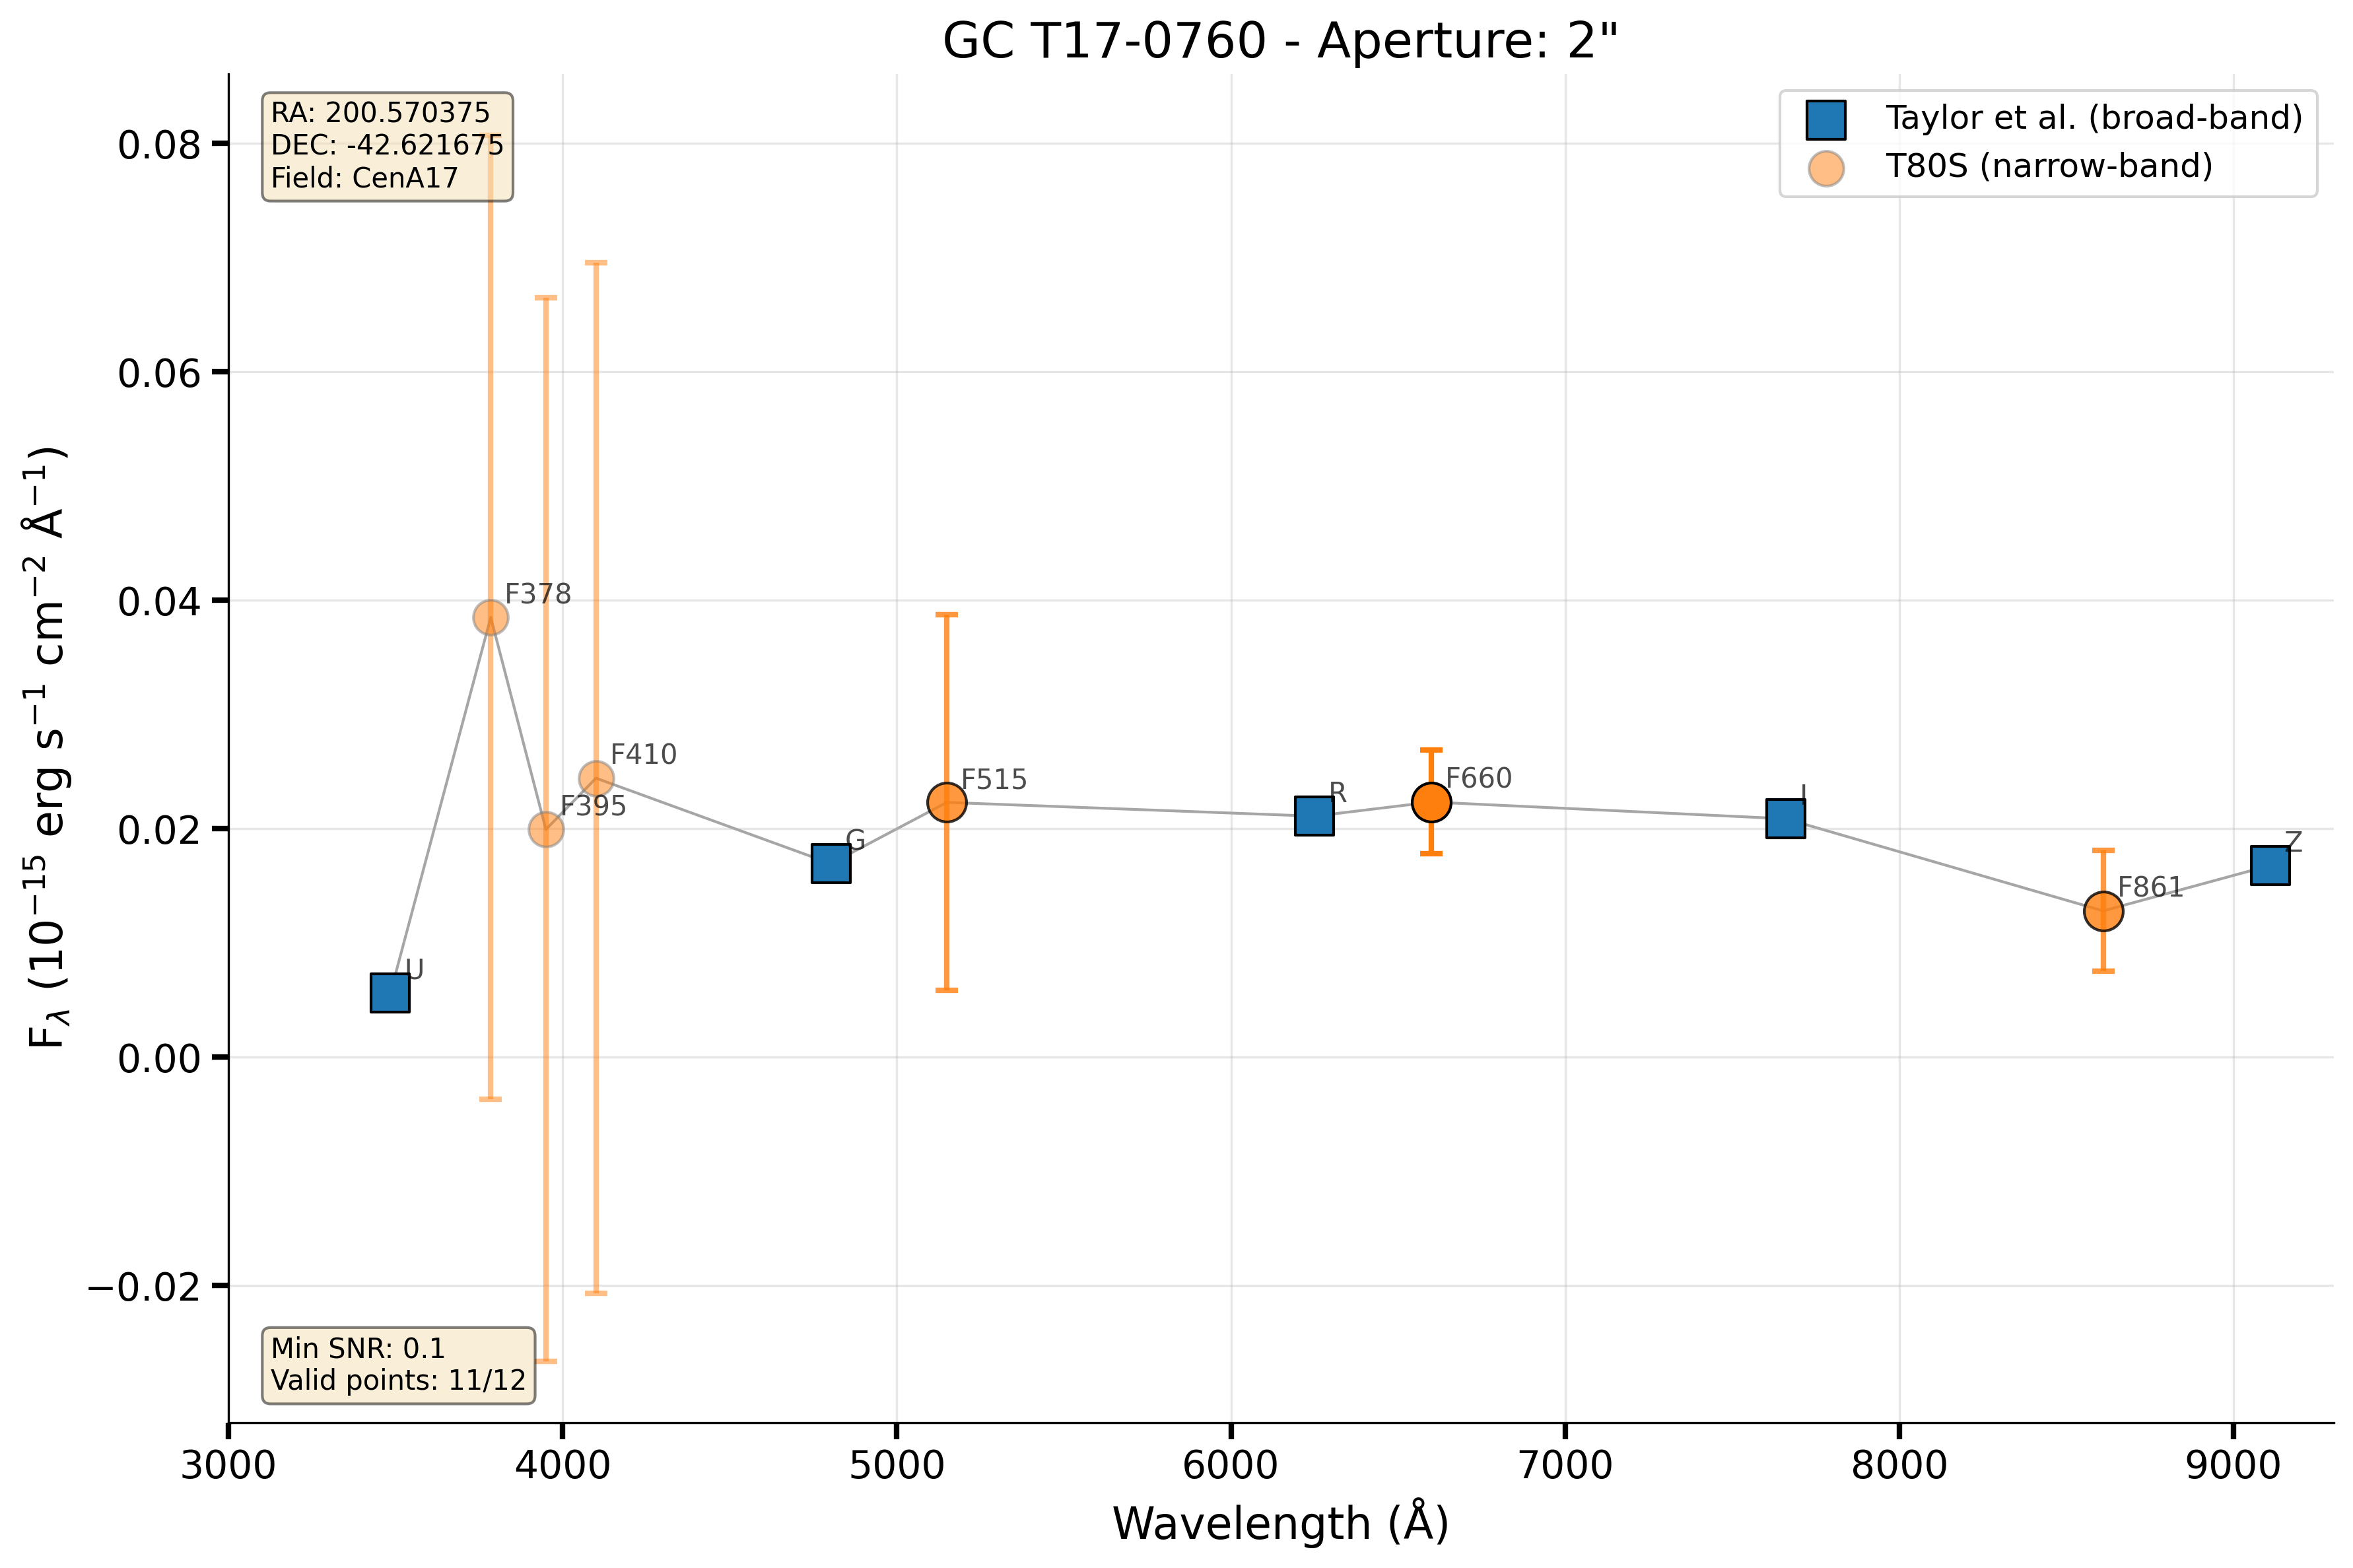 GC T17-0760 - Aperture: 2"
RA: 200.570375
DEC: -42.621675
Field: CenA17
Taylor et al. (broad-band)
T80S (narrow-band)
0.08
0.06
0.04
0.02
0.00
−0.02
F_λ (10⁻¹⁵ erg s⁻¹ cm⁻² Å⁻¹)
U
F378
F395
F410
G
F515
R
F660
I
F861
Z
Min SNR: 0.1
Valid points: 11/12
3000 4000 5000 6000 7000 8000 9000
Wavelength (Å)